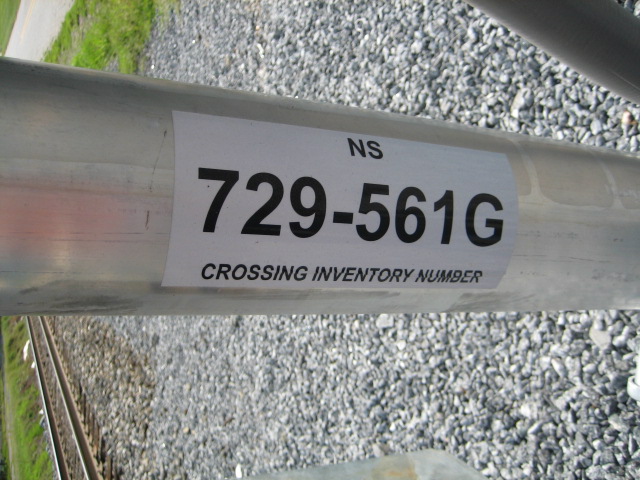 NS
729-561G
CROSSING INVENTORY NUMBER